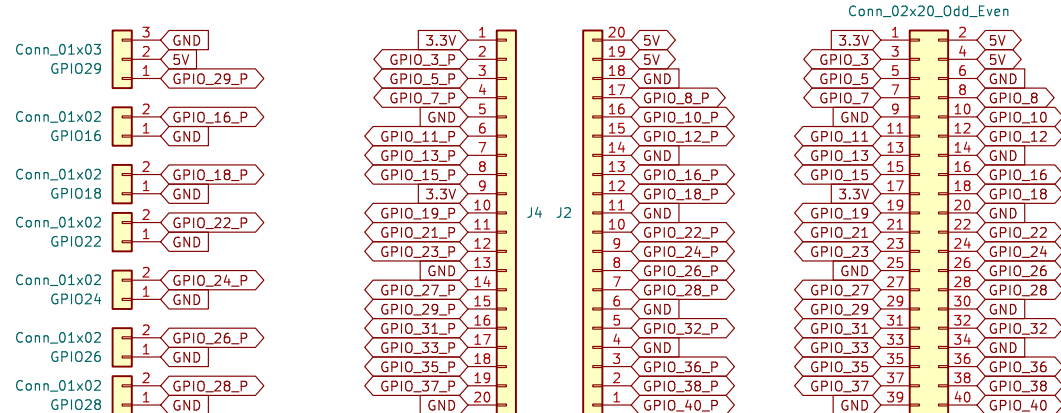 Conn_02x20_Odd_Even
Conn_01x03
GPIO29
3 GND
2 5V
1 GPIO_29_P
Conn_01x02
GPIO16
2 GPIO_16_P
1 GND
Conn_01x02
GPIO18
2 GPIO_18_P
1 GND
Conn_01x02
GPIO22
2 GPIO_22_P
1 GND
Conn_01x02
GPIO24
2 GPIO_24_P
1 GND
Conn_01x02
GPIO26
2 GPIO_26_P
1 GND
Conn_01x02
GPIO28
2 GPIO_28_P
1 GND
3.3V 1
GPIO_3_P 2
GPIO_5_P 3
GPIO_7_P 4
GND 5
GPIO_11_P 6
GPIO_13_P 7
GPIO_15_P 8
3.3V 9
GPIO_19_P 10
GPIO_21_P 11
GPIO_23_P 12
GND 13
GPIO_27_P 14
GPIO_29_P 15
GPIO_31_P 16
GPIO_33_P 17
GPIO_35_P 18
GPIO_37_P 19
GND 20
J4 J2
20 5V
19 5V
18 GND
17 GPIO_8_P
16 GPIO_10_P
15 GPIO_12_P
14 GND
13 GPIO_16_P
12 GPIO_18_P
11 GND
10 GPIO_22_P
9 GPIO_24_P
8 GPIO_26_P
7 GPIO_28_P
6 GND
5 GPIO_32_P
4 GND
3 GPIO_36_P
2 GPIO_38_P
1 GPIO_40_P
3.3V 1 2 5V
GPIO_3 3 4 5V
GPIO_5 5 6 GND
GPIO_7 7 8 GPIO_8
GND 9 10 GPIO_10
GPIO_11 11 12 GPIO_12
GPIO_13 13 14 GND
GPIO_15 15 16 GPIO_16
3.3V 17 18 GPIO_18
GPIO_19 19 20 GND
GPIO_21 21 22 GPIO_22
GPIO_23 23 24 GPIO_24
GND 25 26 GPIO_26
GPIO_27 27 28 GPIO_28
GPIO_29 29 30 GND
GPIO_31 31 32 GPIO_32
GPIO_33 33 34 GND
GPIO_35 35 36 GPIO_36
GPIO_37 37 38 GPIO_38
GND 39 40 GPIO_40